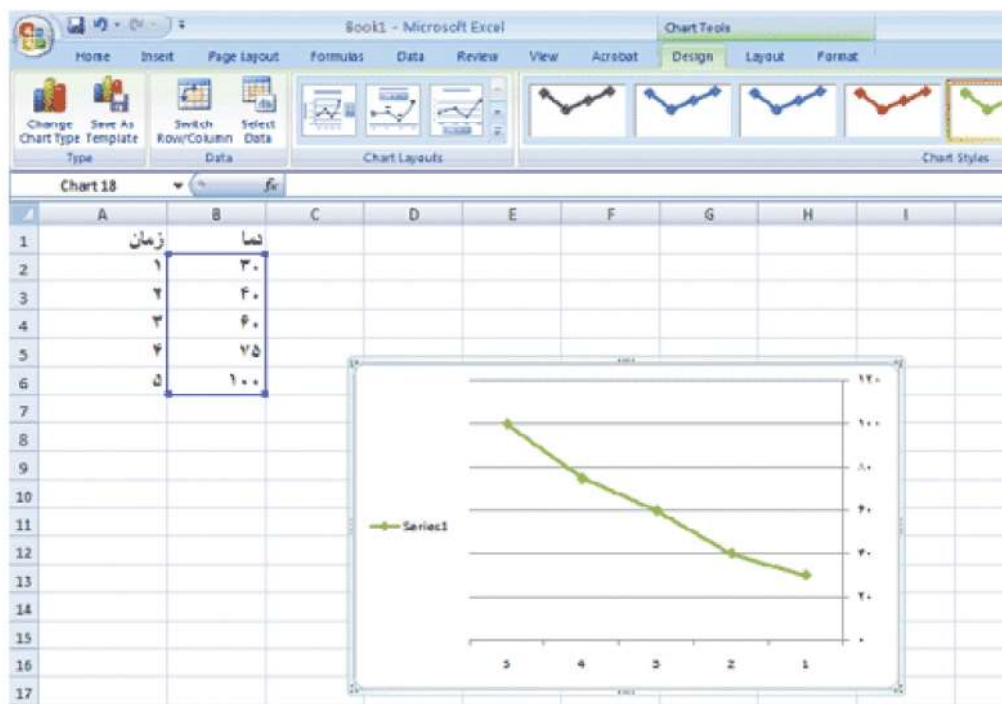 Book1 - Microsoft Excel
Chart Tools
Home Insert Page Layout Formulas Data Review View Acrobat Design Layout Format
Change Chart Type
Save As Template
Switch Row/Column
Select Data
Type Data Chart Layouts Chart Styles
Chart 18 fx
A B C D E F G H I
1 زمان دما
2 ۱ ۳۰
3 ۲ ۴۰
4 ۳ ۶۰
5 ۴ ۷۵
6 ۵ ۱۰۰
7
8
9
10
11
12
13
14
15
16
17
۱۲۰
۱۰۰
۸۰
۶۰
۴۰
۲۰
۰
Series1
5 4 3 2 1